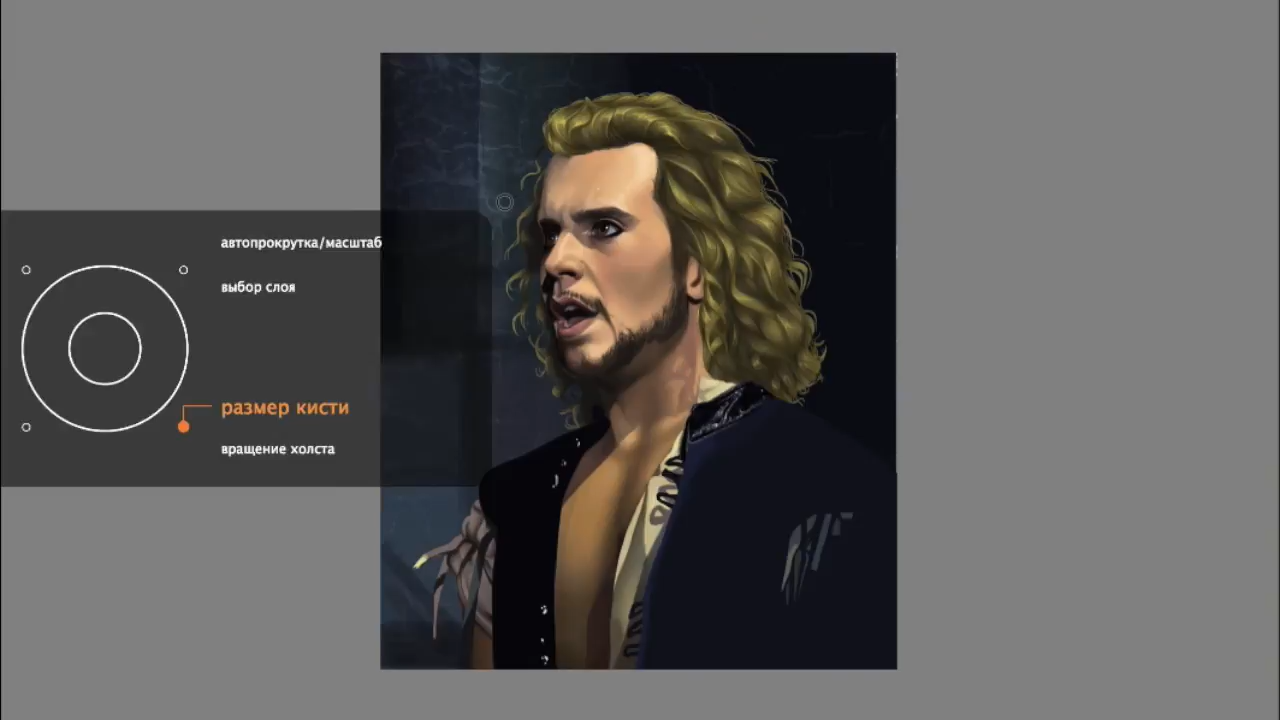 автопрокрутка/масштаб
выбор слоя
размер кисти
вращение холста